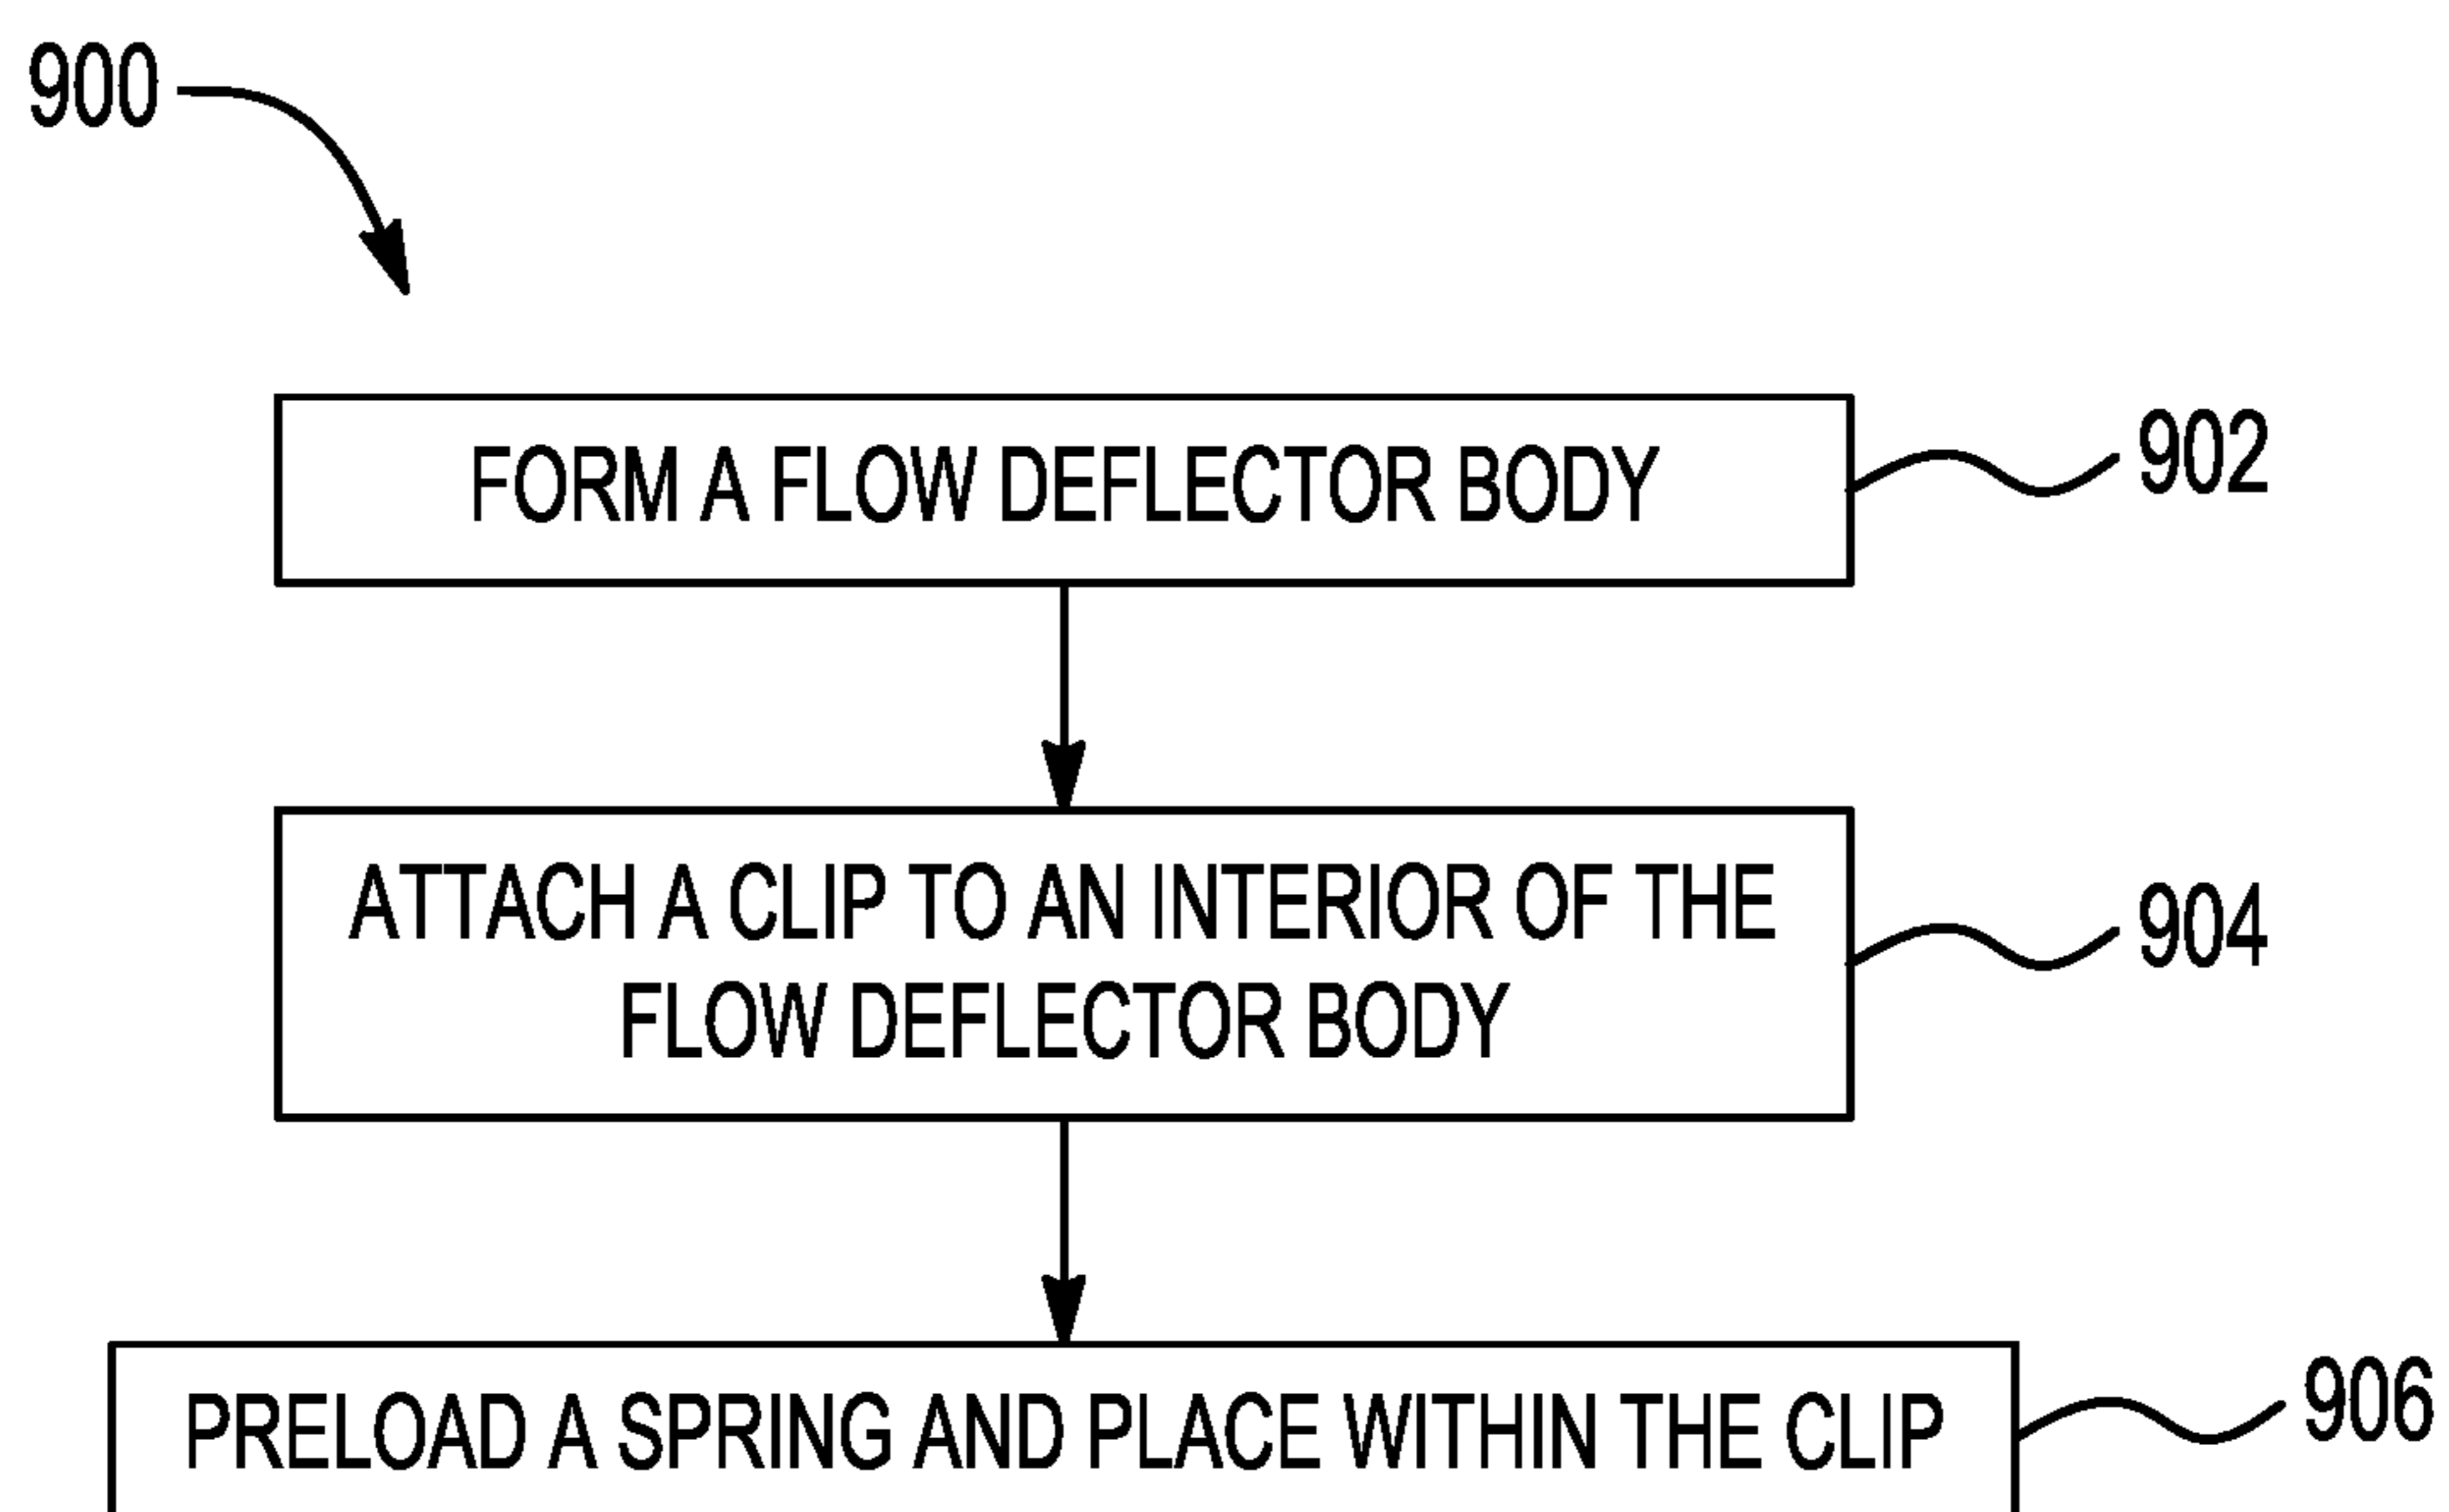 900
FORM A FLOW DEFLECTOR BODY
902
ATTACH A CLIP TO AN INTERIOR OF THE
FLOW DEFLECTOR BODY
904
PRELOAD A SPRING AND PLACE WITHIN THE CLIP
906